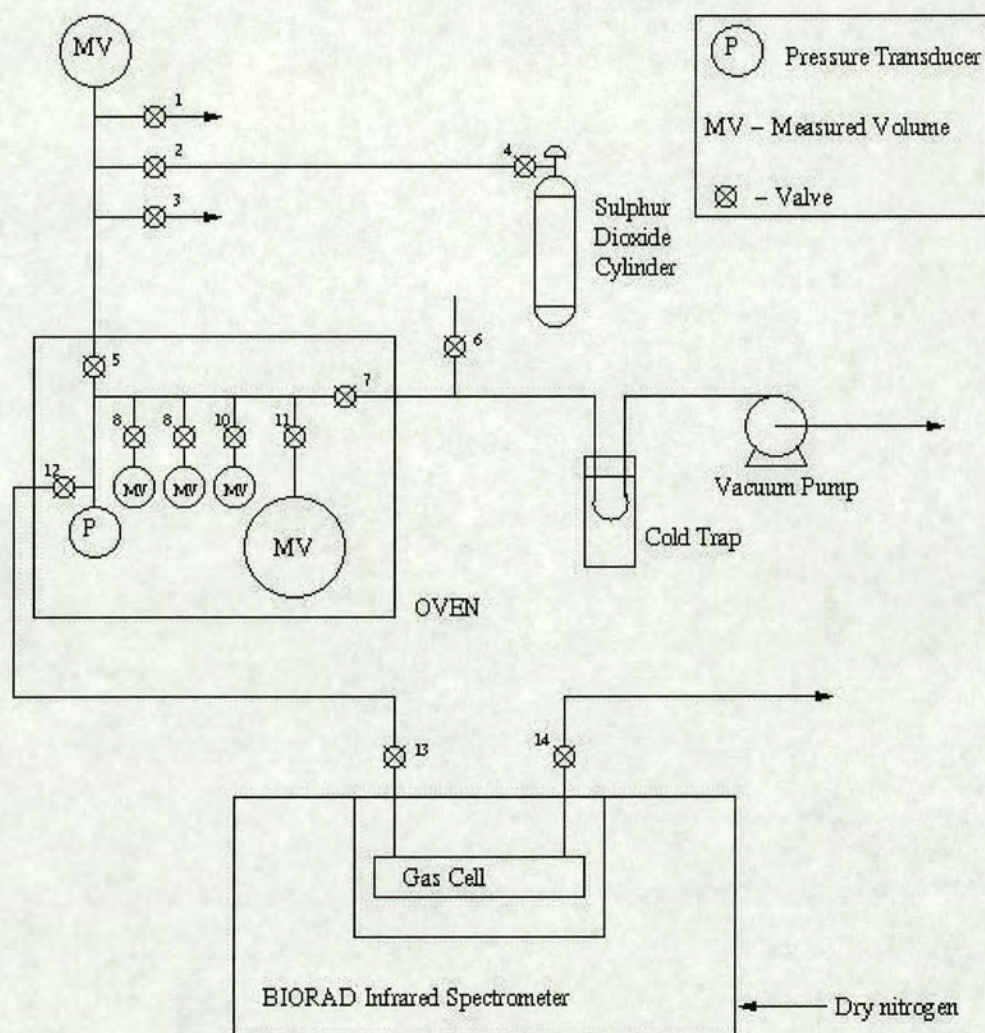 MV
1
2
3
4
Sulphur
Dioxide
Cylinder
P Pressure Transducer
MV – Measured Volume
– Valve
5
6
7
8
8
10
11
12
MV
MV
MV
P
MV
OVEN
Cold Trap
Vacuum Pump
13
14
Gas Cell
BIORAD Infrared Spectrometer
Dry nitrogen